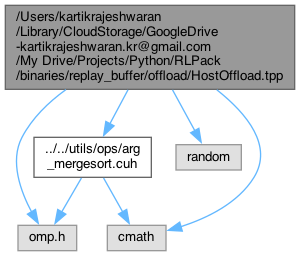 /Users/kartikrajeshwaran
/Library/CloudStorage/GoogleDrive
-kartikrajeshwaran.kr@gmail.com
/My Drive/Projects/Python/RLPack
/binaries/replay_buffer/offload/HostOffload.tpp
../../utils/ops/arg
_mergesort.cuh
random
omp.h
cmath